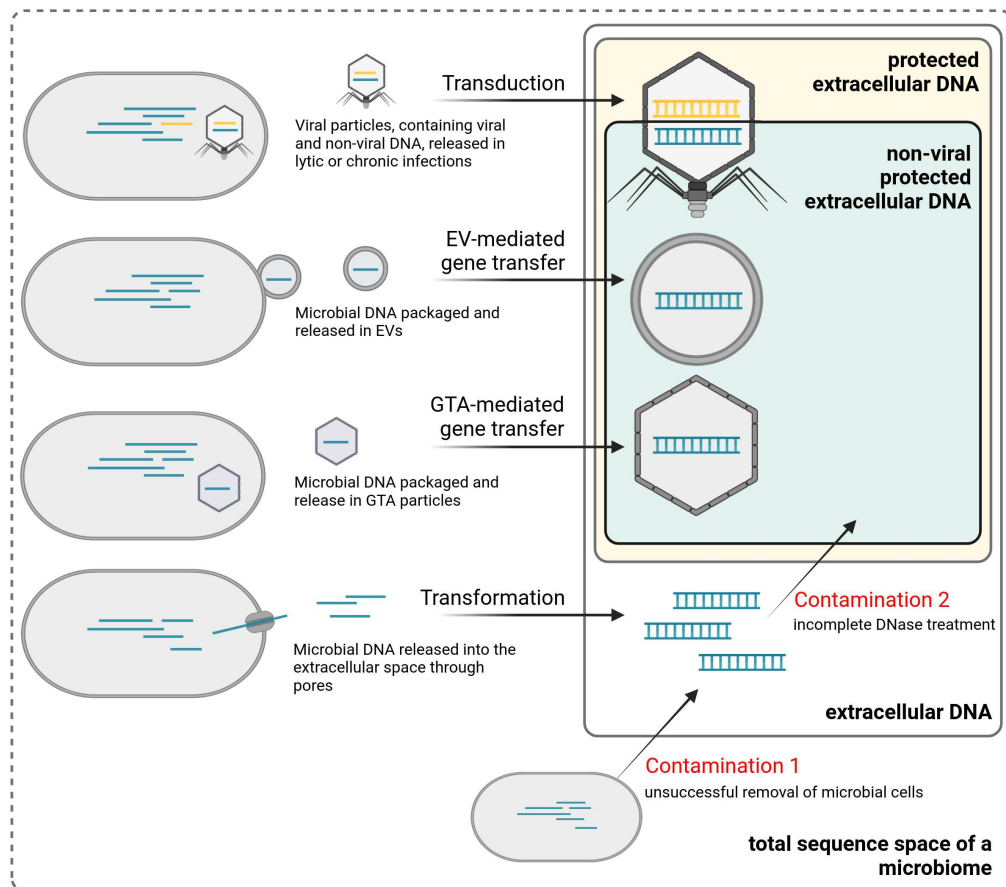 Transduction
Viral particles, containing viral
and non-viral DNA, released in
lytic or chronic infections
protected
extracellular DNA
non-viral
protected
extracellular DNA
EV-mediated
gene transfer
Microbial DNA packaged and
released in EVs
GTA-mediated
gene transfer
Microbial DNA packaged and
release in GTA particles
Transformation
Microbial DNA released into the
extracellular space through
pores
Contamination 2
incomplete DNase treatment
extracellular DNA
Contamination 1
unsuccessful removal of microbial cells
total sequence space of a
microbiome